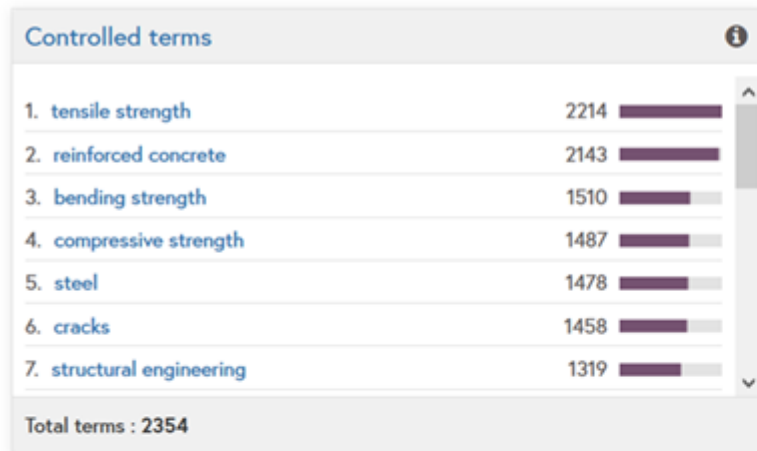 Controlled terms
1. tensile strength 2214
2. reinforced concrete 2143
3. bending strength 1510
4. compressive strength 1487
5. steel 1478
6. cracks 1458
7. structural engineering 1319
Total terms : 2354